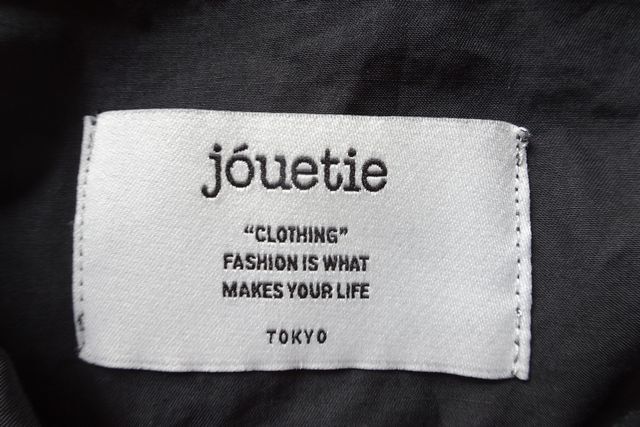 jóuetie
“CLOTHING”
FASHION IS WHAT
MAKES YOUR LIFE
TOKYO